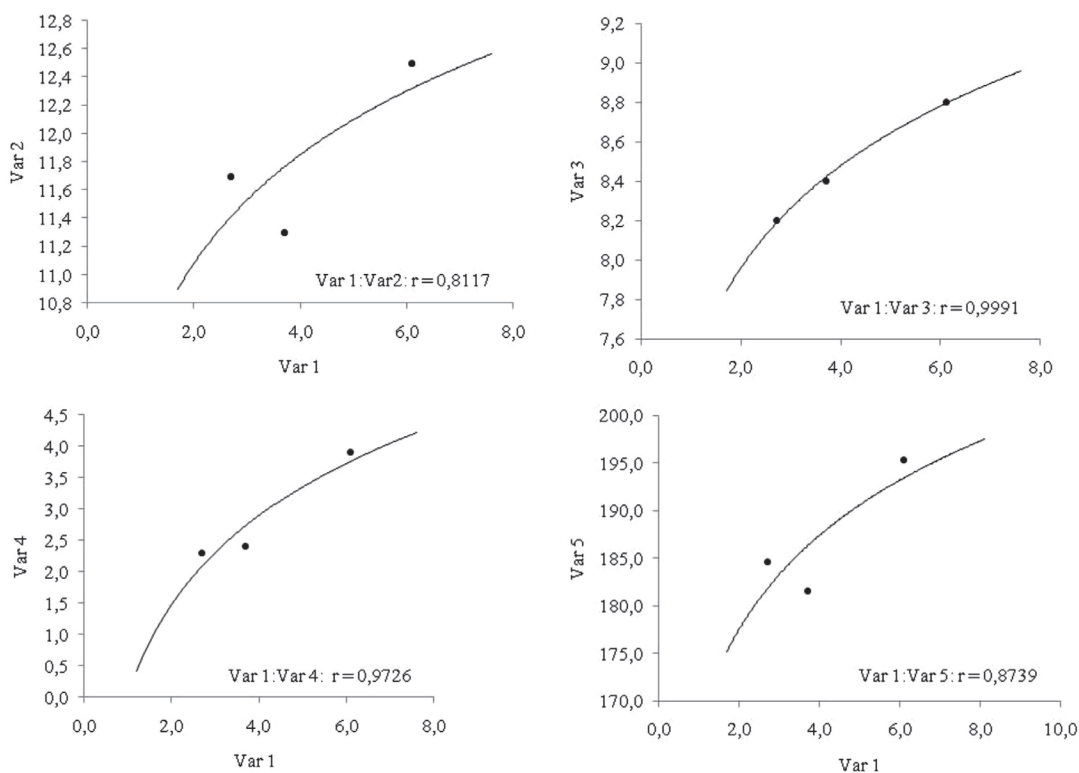 12,8
12,6
12,4
12,2
12,0
11,8
11,6
11,4
11,2
11,0
10,8
Var 2
Var 1:Var2: r=0,8117
0,0 2,0 4,0 6,0 8,0
Var 1
9,2
9,0
8,8
8,6
8,4
8,2
8,0
7,8
7,6
Var 3
Var 1:Var 3: r=0,9991
0,0 2,0 4,0 6,0 8,0
4,5
4,0
3,5
3,0
2,5
2,0
1,5
1,0
0,5
0,0
Var 4
Var 1:Var 4: r=0,9726
0,0 2,0 4,0 6,0 8,0
Var 1
200,0
195,0
190,0
185,0
180,0
175,0
170,0
Var 5
Var 1:Var 5: r=0,8739
0,0 2,0 4,0 6,0 8,0 10,0
Var 1